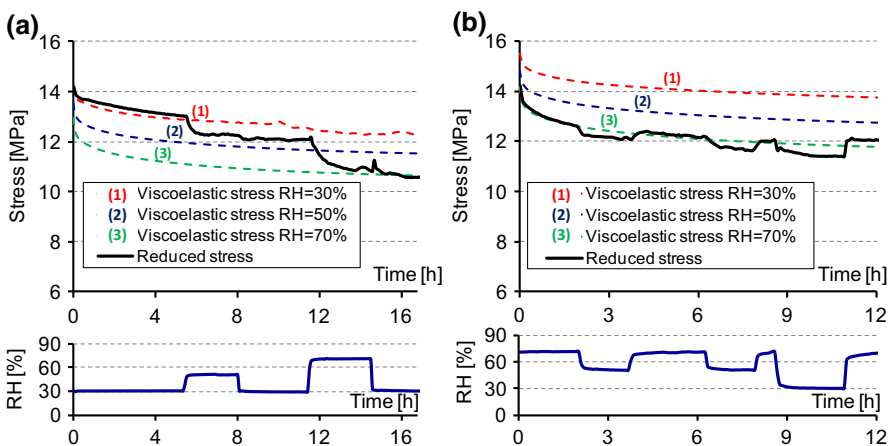 (a)
16
14
12
10
8
6
Stress [MPa]
(1)
(2)
(3)
(1) Viscoelastic stress RH=30%
(2) Viscoelastic stress RH=50%
(3) Viscoelastic stress RH=70%
Reduced stress
Time [h]
0 4 8 12 16
90
60
30
0
RH [%]
Time [h]
0 4 8 12 16
(b)
16
14
12
10
8
6
Stress [MPa]
(1)
(2)
(3)
(1) Viscoelastic stress RH=30%
(2) Viscoelastic stress RH=50%
(3) Viscoelastic stress RH=70%
Reduced stress
Time [h]
0 3 6 9 12
90
60
30
0
RH [%]
Time [h]
0 3 6 9 12